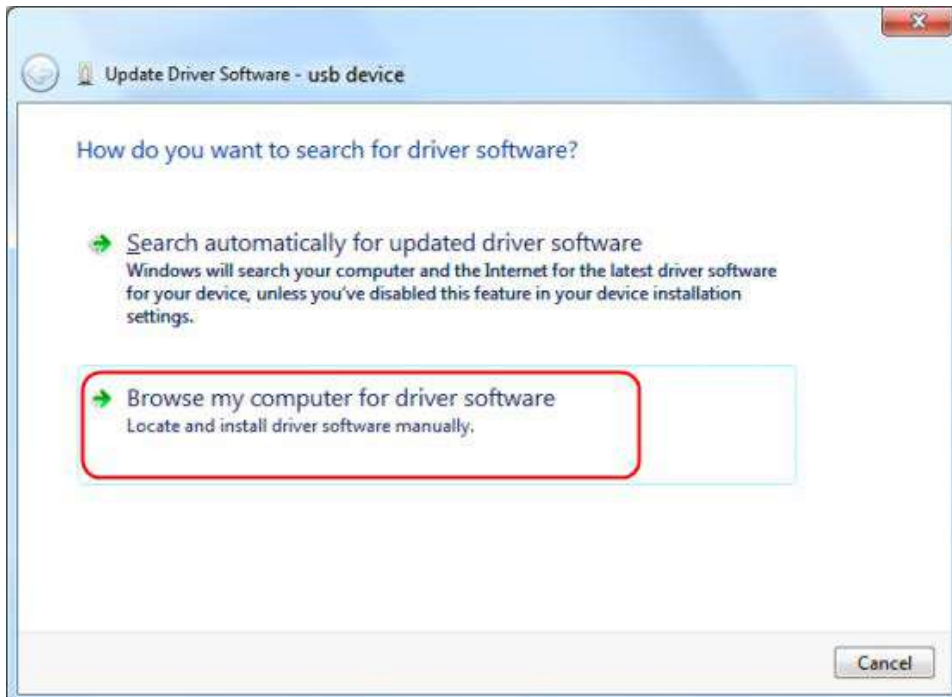 Update Driver Software - usb device
How do you want to search for driver software?
Search automatically for updated driver software
Windows will search your computer and the Internet for the latest driver software
for your device, unless you've disabled this feature in your device installation
settings.
Browse my computer for driver software
Locate and install driver software manually.
Cancel